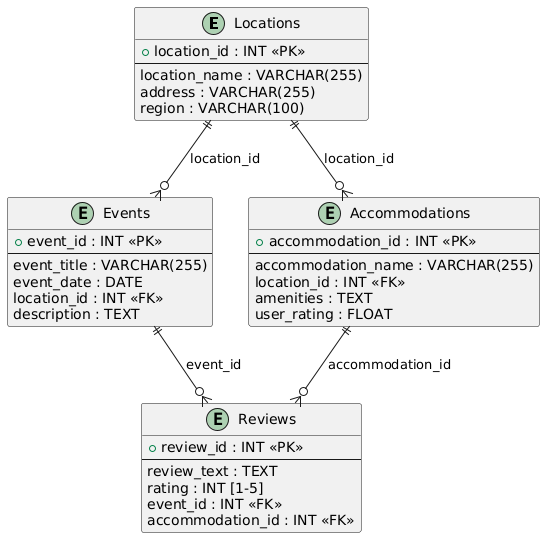 E Locations
location_id : INT «PK»
location_name : VARCHAR(255)
address : VARCHAR(255)
region : VARCHAR(100)
location_id
location_id
E Events
event_id : INT «PK»
event_title : VARCHAR(255)
event_date : DATE
location_id : INT «FK»
description : TEXT
E Accommodations
accommodation_id : INT «PK»
accommodation_name : VARCHAR(255)
location_id : INT «FK»
amenities : TEXT
user_rating : FLOAT
event_id
accommodation_id
E Reviews
review_id : INT «PK»
review_text : TEXT
rating : INT [1-5]
event_id : INT «FK»
accommodation_id : INT «FK»